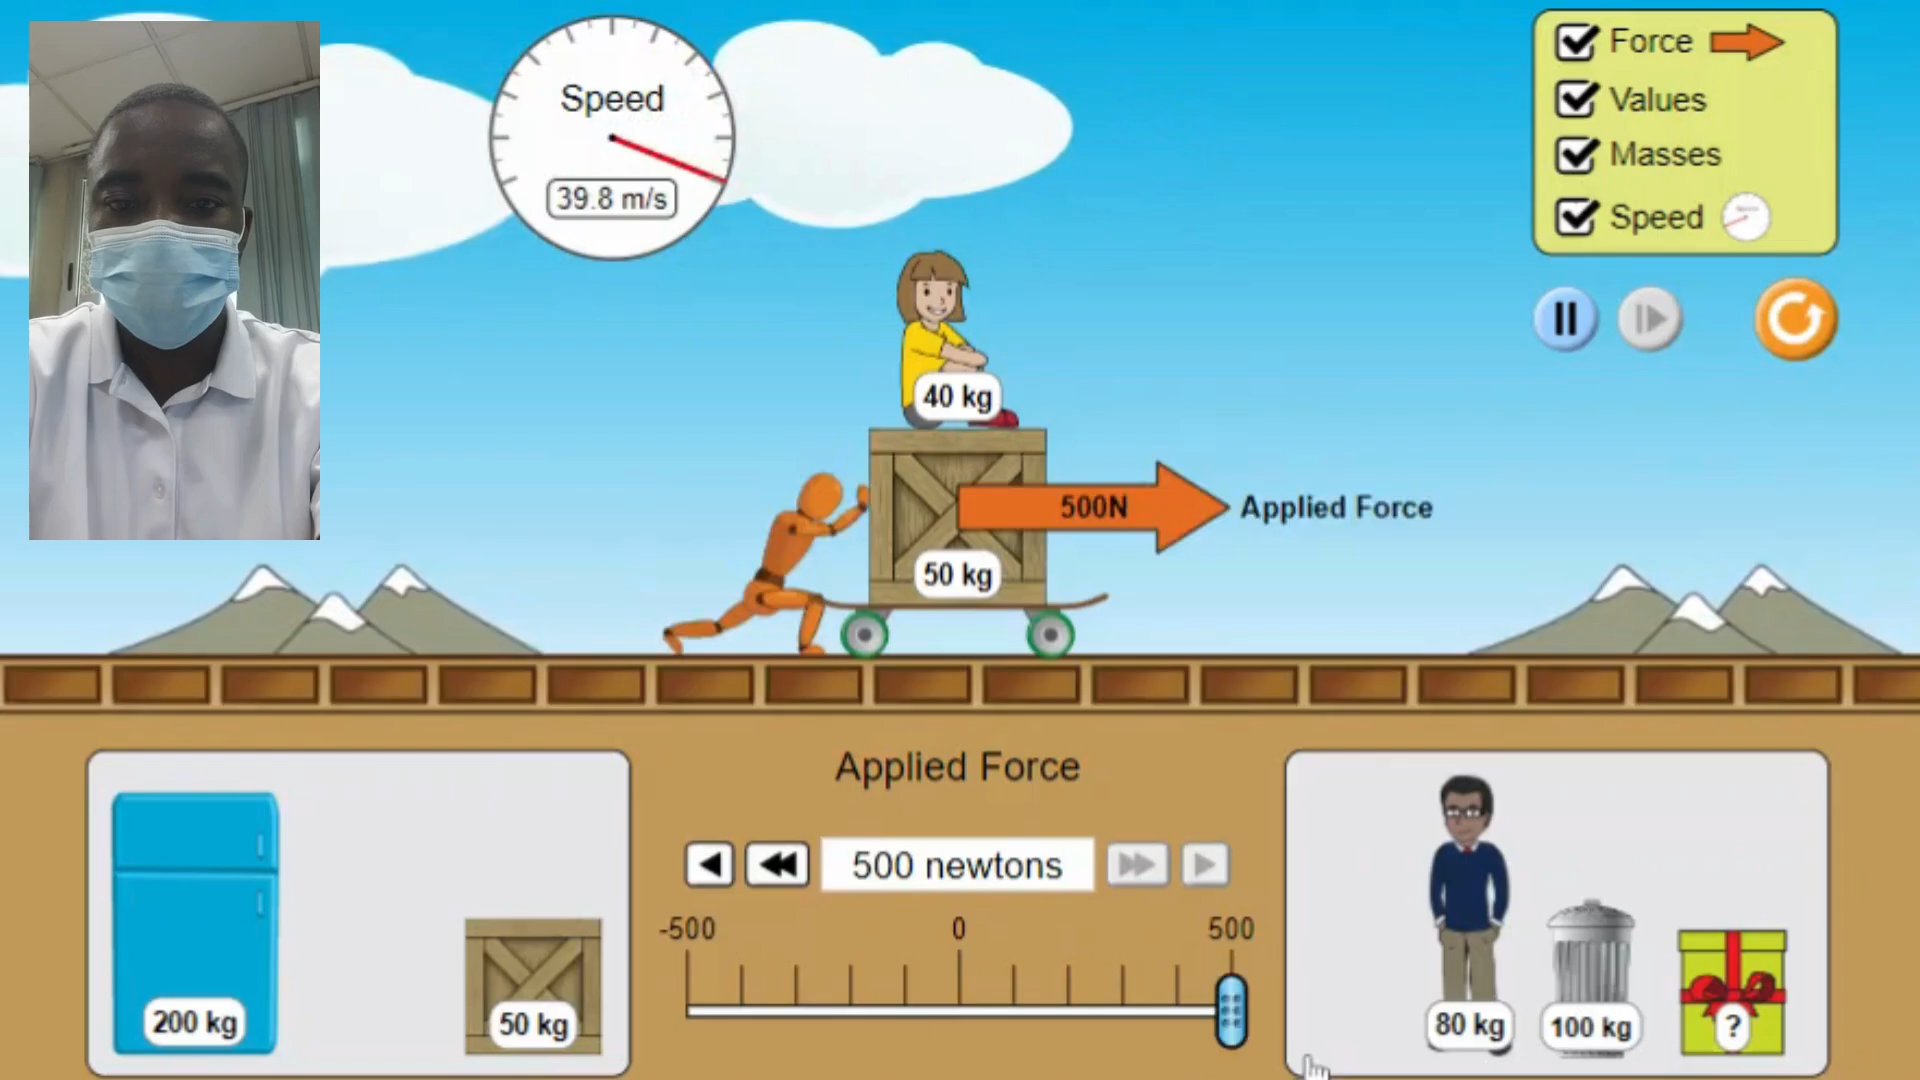 Speed
39.8 m/s
Force
Values
Masses
Speed
40 kg
500N
Applied Force
50 kg
Applied Force
500 newtons
-500 0 500
200 kg
50 kg
80 kg
100 kg
?